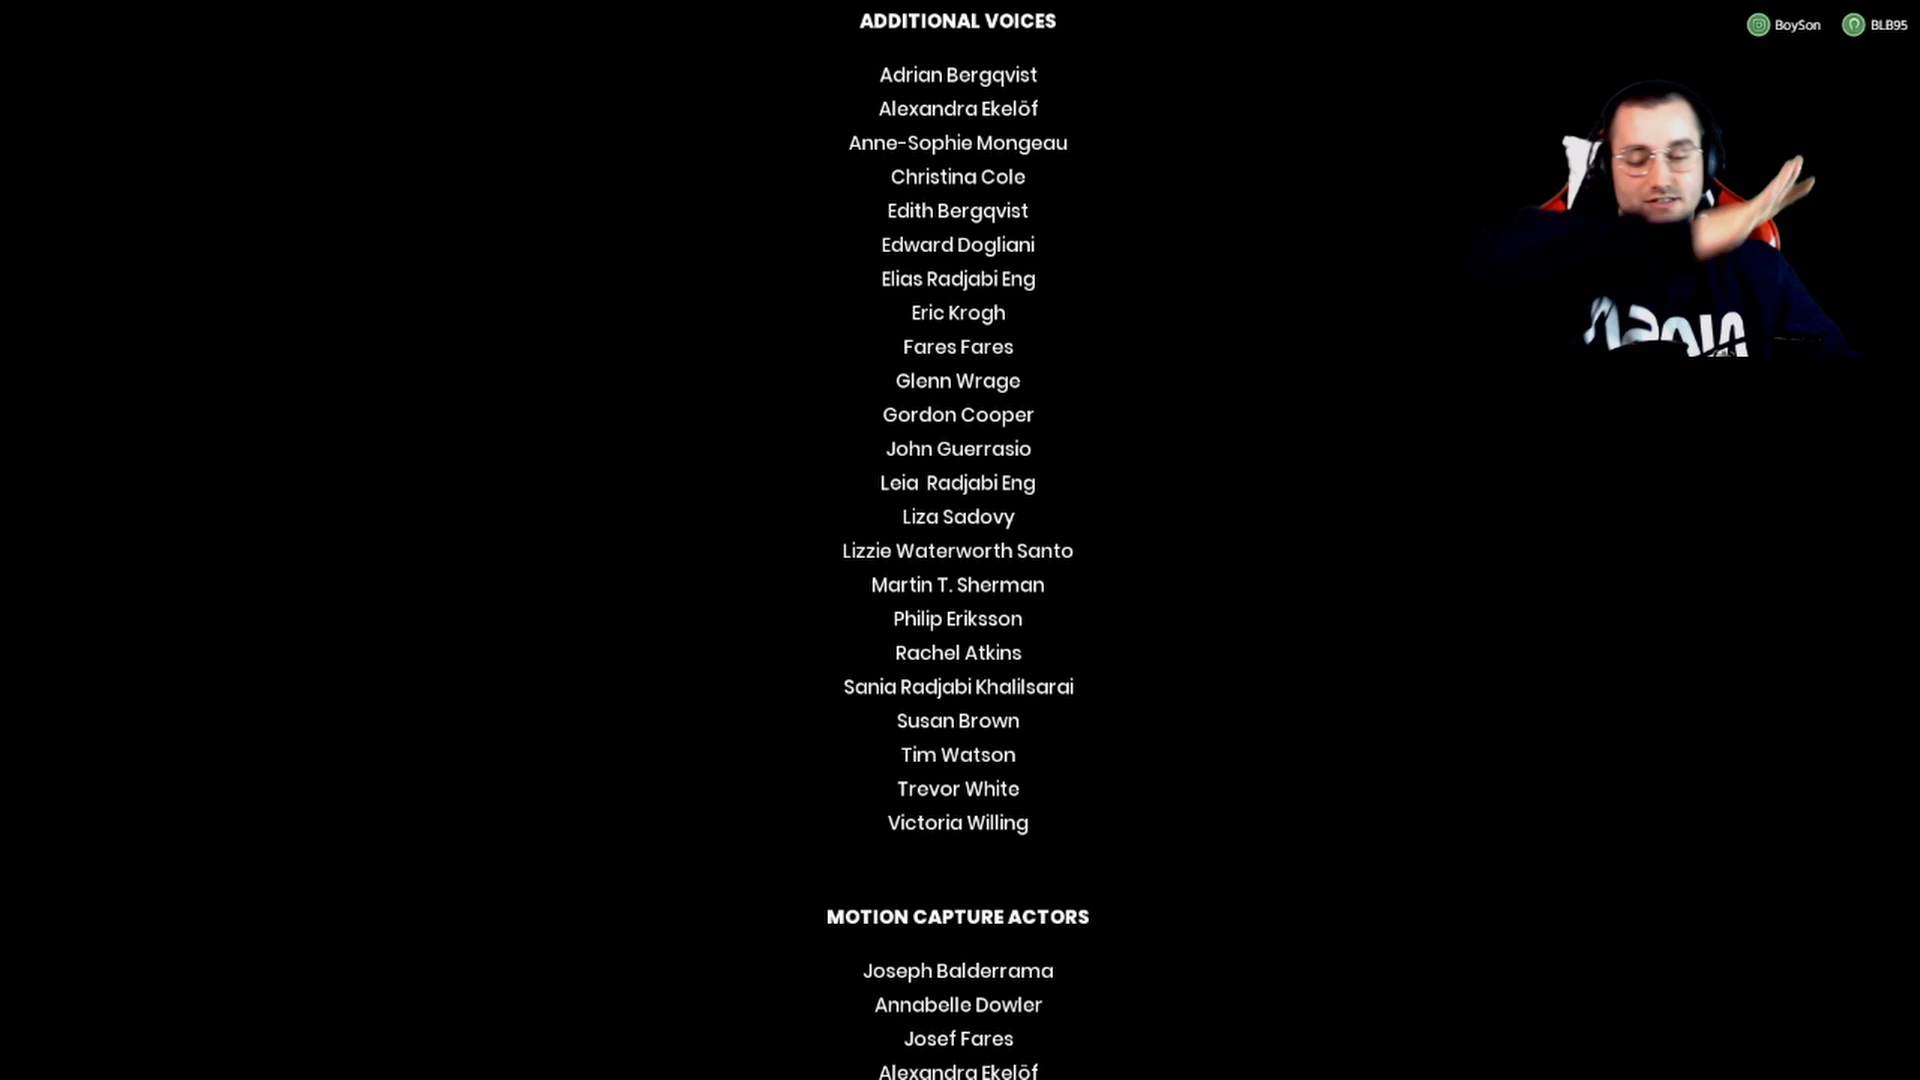 ADDITIONAL VOICES
BoySon
BLB95
Adrian Bergqvist
Alexandra Ekelöf
Anne-Sophie Mongeau
Christina Cole
Edith Bergqvist
Edward Dogliani
Elias Radjabi Eng
Eric Krogh
Fares Fares
Glenn Wrage
Gordon Cooper
John Guerrasio
Leia Radjabi Eng
Liza Sadovy
Lizzie Waterworth Santo
Martin T. Sherman
Philip Eriksson
Rachel Atkins
Sania Radjabi Khalilsarai
Susan Brown
Tim Watson
Trevor White
Victoria Willing
MOTION CAPTURE ACTORS
Joseph Balderrama
Annabelle Dowler
Josef Fares
Alexandra Ekelöf